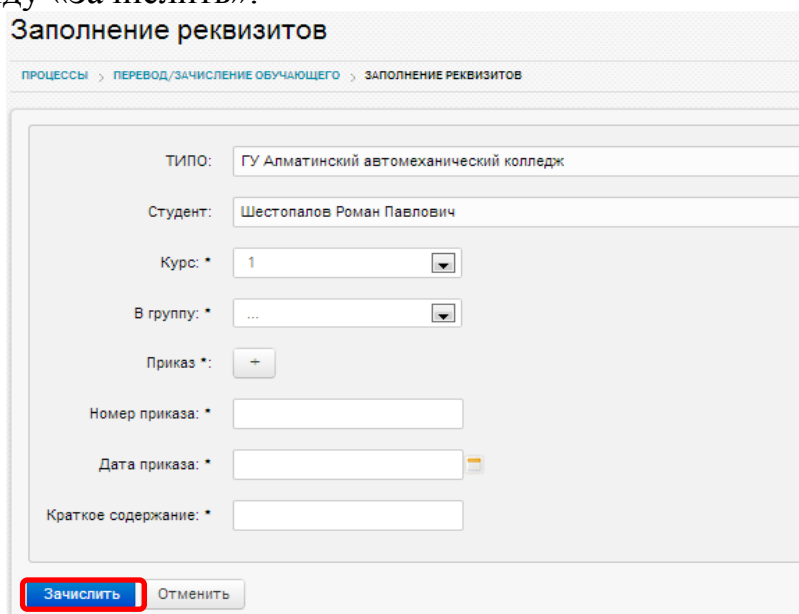 «Зачислить».
Заполнение реквизитов
ПРОЦЕССЫ > ПЕРЕВОД/ЗАЧИСЛЕНИЕ ОБУЧАЮЩЕГО > ЗАПОЛНЕНИЕ РЕКВИЗИТОВ
ТИПО: ГУ Алматинский автомеханический колледж
Студент: Шестопалов Роман Павлович
Курс: * 1
В группу: * ...
Приказ *: +
Номер приказа: *
Дата приказа: *
Краткое содержание: *
Зачислить Отменить